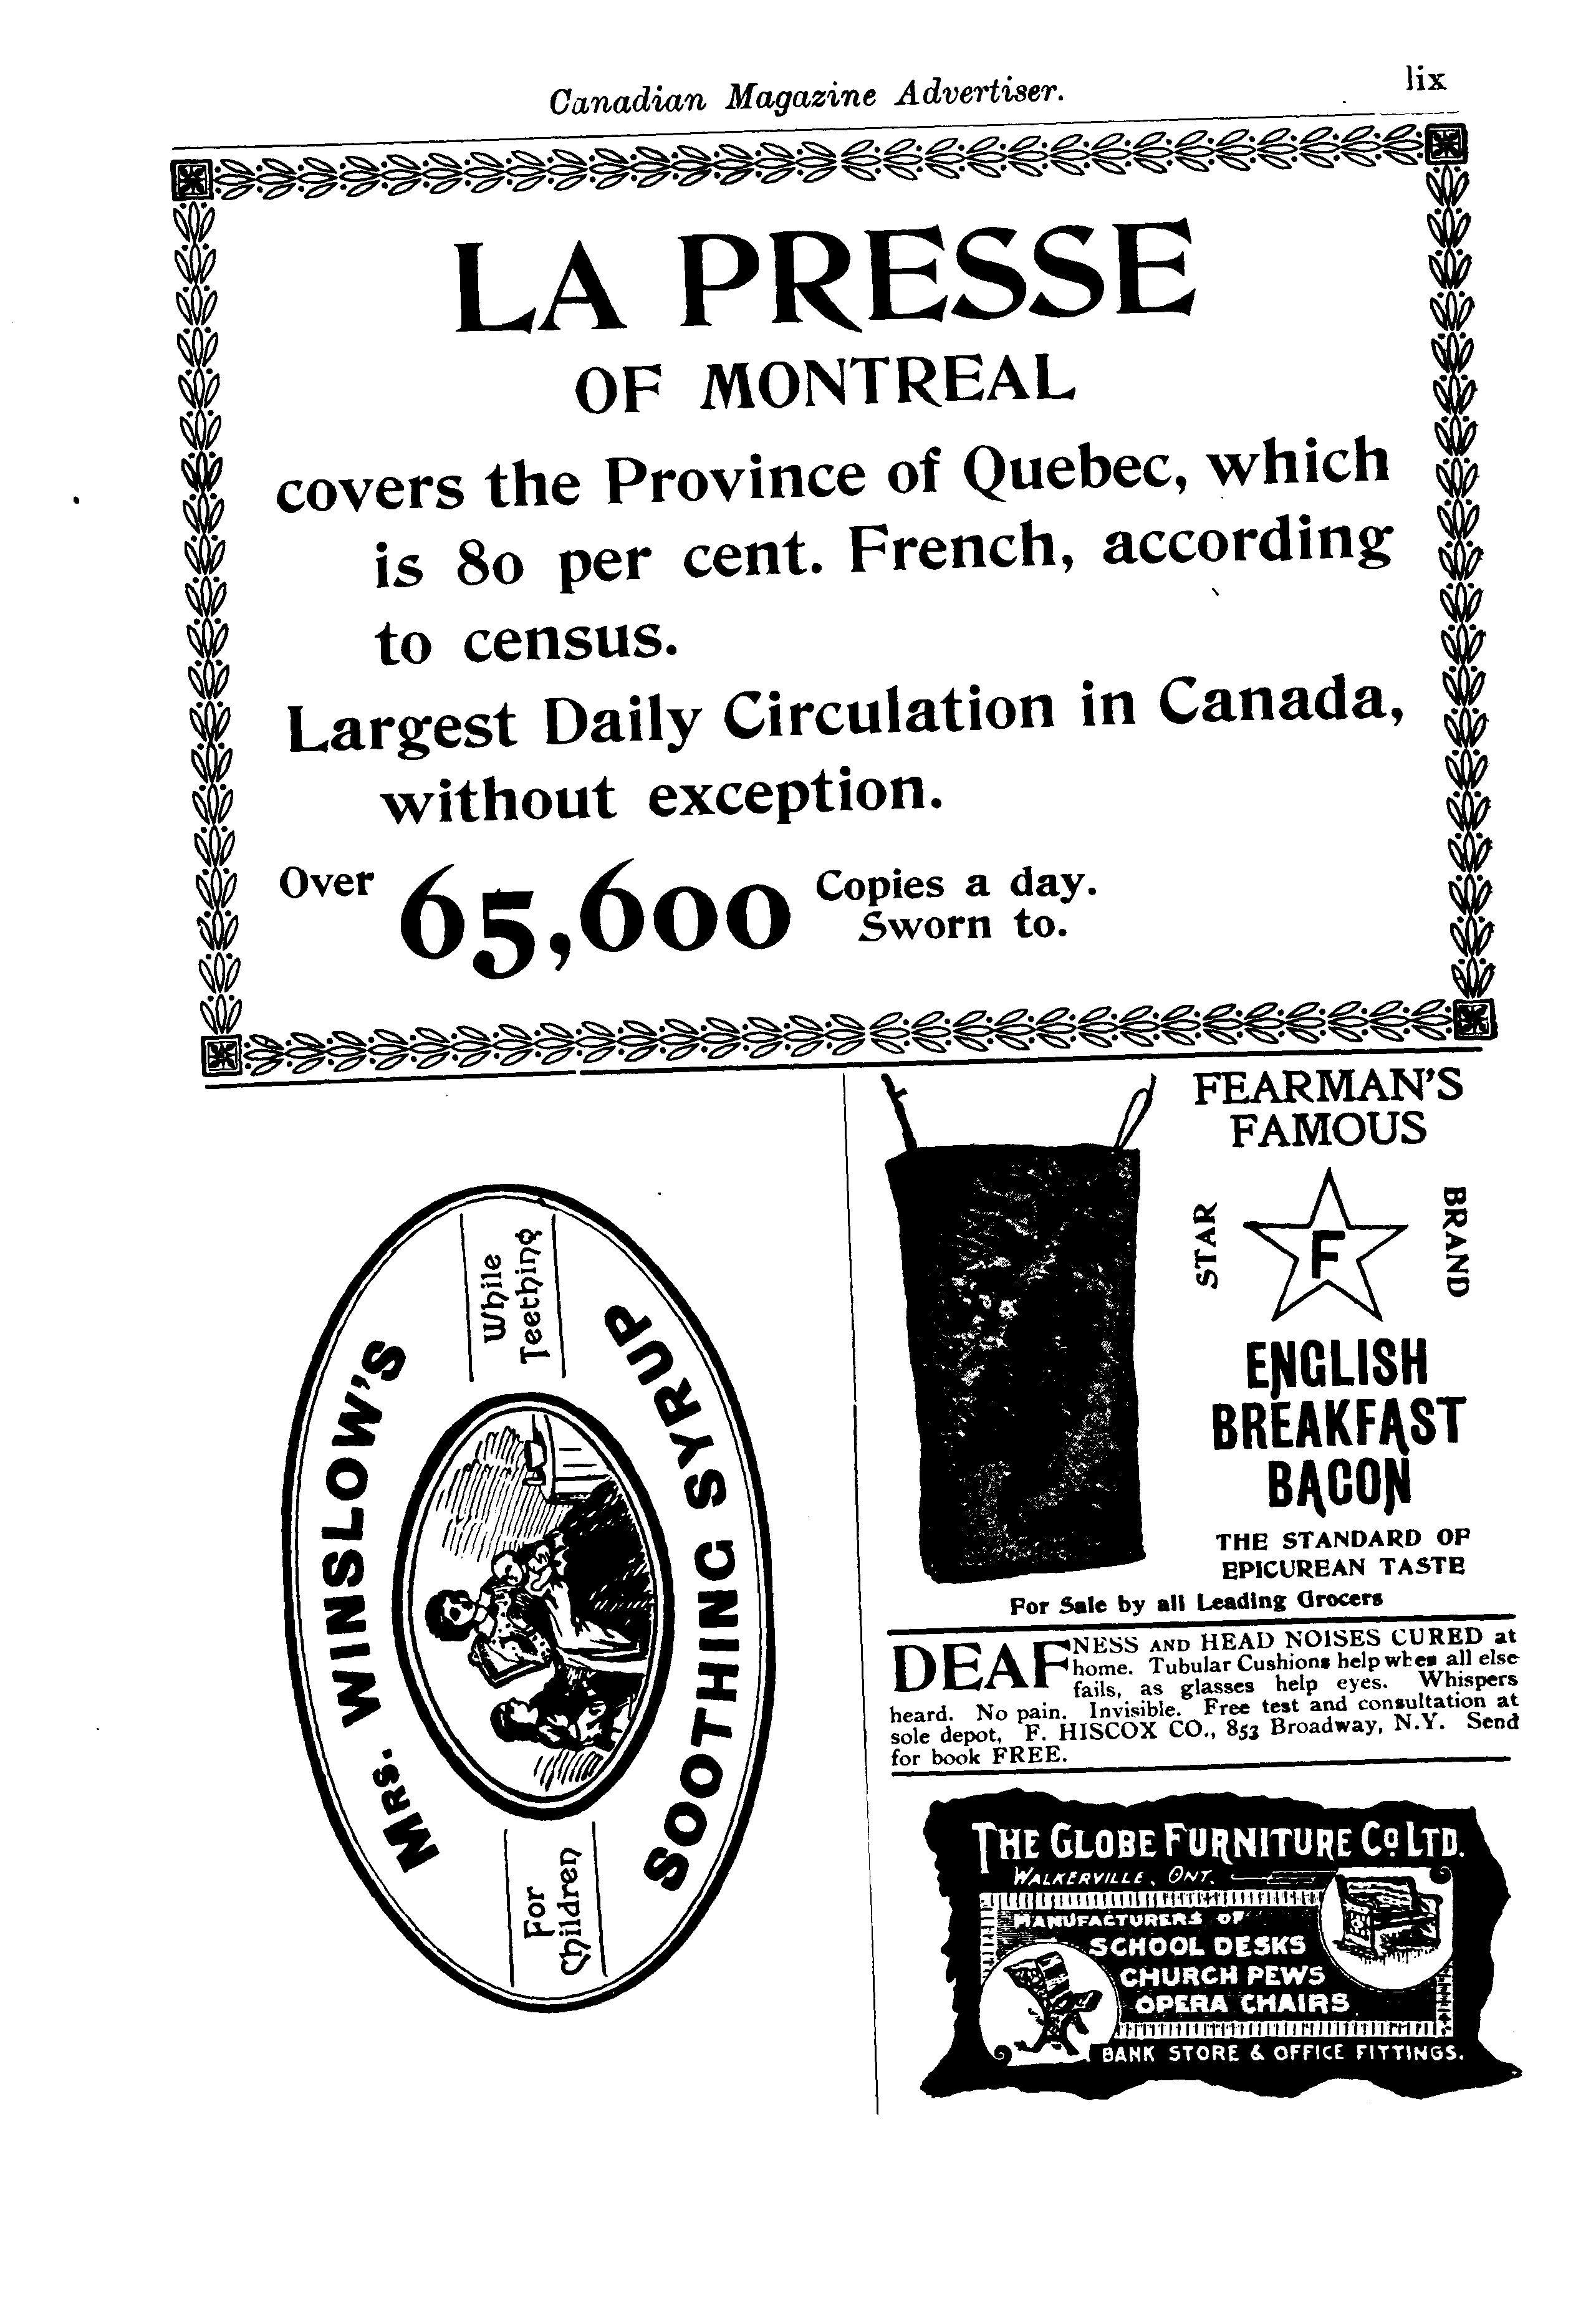 Canadian Magazine Advertiser.
lix
LA PRESSE
OF MONTREAL
covers the Province of Quebec, which
is 80 per cent. French, according
to census.
Largest Daily Circulation in Canada,
without exception.
Over 65,600 Copies a day.
Sworn to.
MRS. WINSLOW'S
SOOTHING SYRUP
For
Children
While
Teething
FEARMAN'S
FAMOUS
STAR
F
BRAND
ENGLISH
BREAKFAST
BACON
THE STANDARD OF
EPICUREAN TASTE
For Sale by all Leading Grocers
DEAFNESS AND HEAD NOISES CURED at
home. Tubular Cushions help when all else
fails, as glasses help eyes. Whispers
heard. No pain. Invisible. Free test and consultation at
sole depot, F. HISCOX CO., 853 Broadway, N.Y. Send
for book FREE.
THE GLOBE FURNITURE CO LTD.
WALKERVILLE, ONT.
MANUFACTURERS OF
SCHOOL DESKS
CHURCH PEWS
OPERA CHAIRS
BANK STORE & OFFICE FITTINGS.